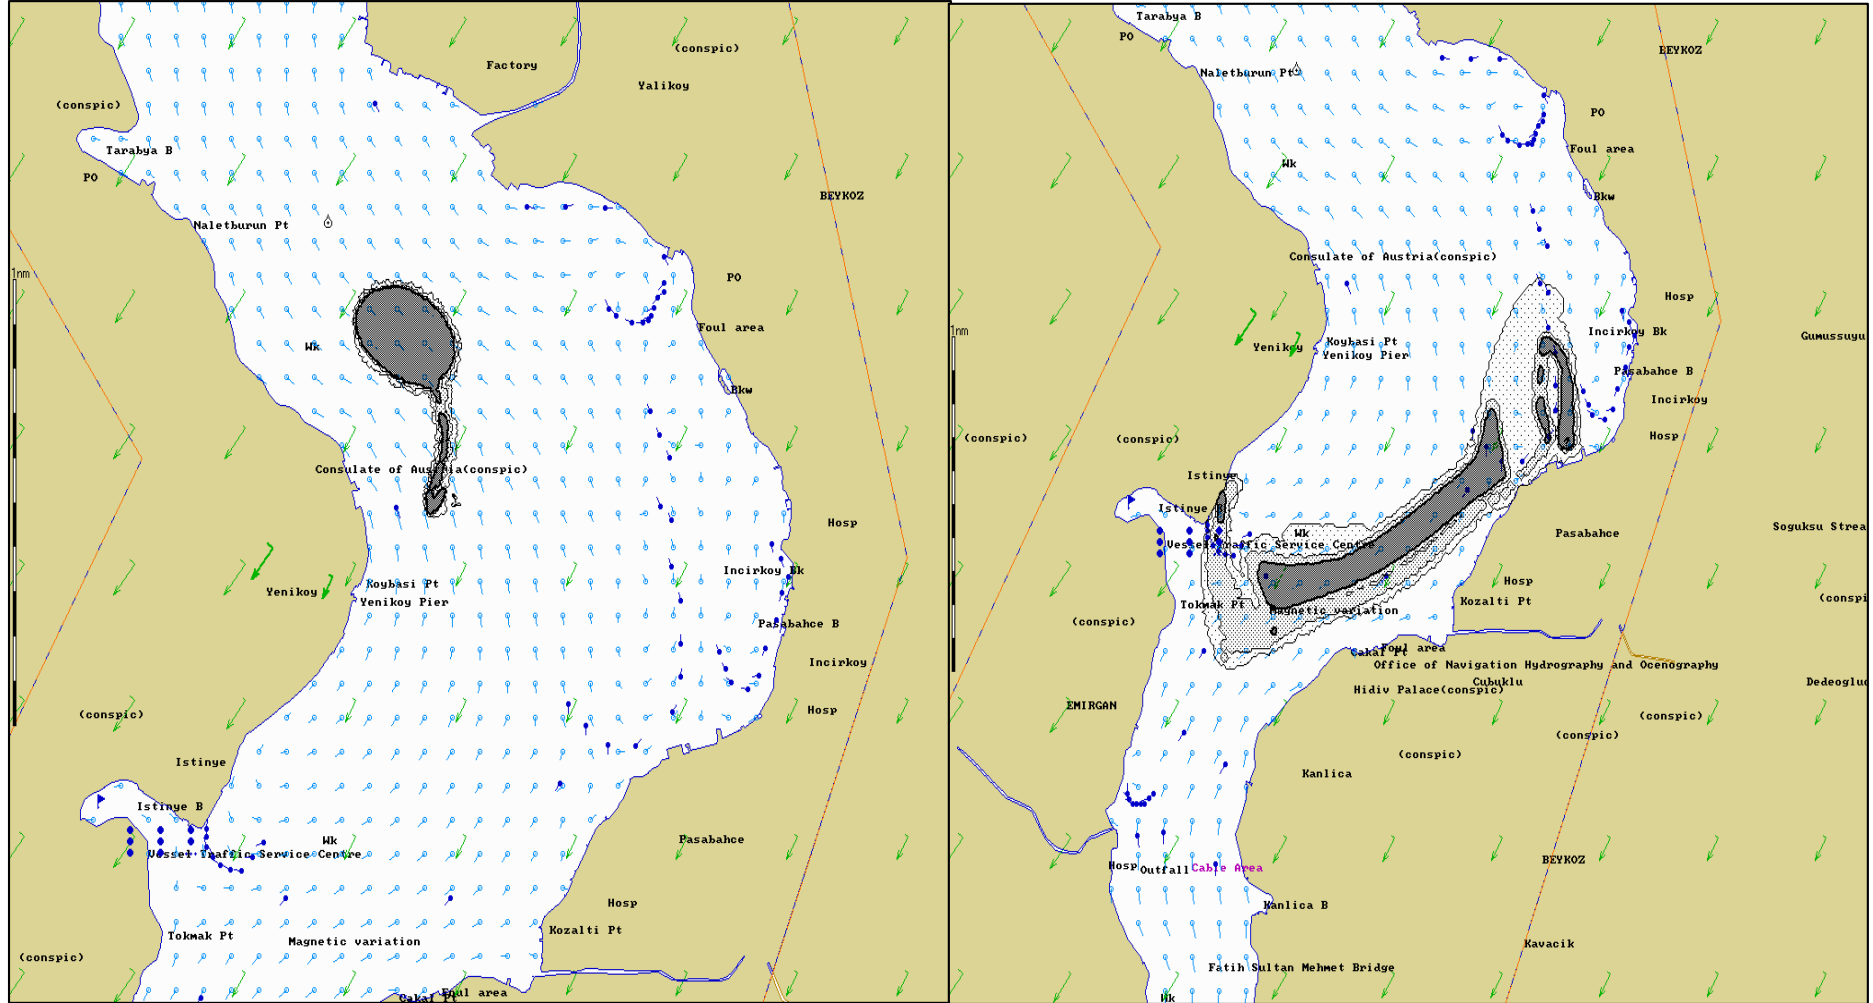 (conspic)
Factory
Yalikoy
(conspic)
Tarabya B
PO
BEYKOZ
Naletburun Pt
1nm
PO
Foul area
Wk
Bkw
Consulate of Austria(conspic)
Hosp
Incirkoy Bk
Koybasi Pt
Yenikoy
Yenikoy Pier
Pasabahce B
Incirkoy
Hosp
(conspic)
Istinye
Istinye B
Wk
Vessel Traffic Service Centre
Pasabahce
Hosp
Kozalti Pt
Tokmak Pt
Magnetic variation
(conspic)
Foul area
Cakal Pt
Tarabya B
PO
BEYKOZ
Naletburun Pt
PO
Foul area
Wk
Bkw
Consulate of Austria(conspic)
Hosp
1nm
Incirkoy Bk
Gumussuyu
Koybasi Pt
Yenikoy
Yenikoy Pier
Pasabahce B
Incirkoy
(conspic)
(conspic)
Hosp
Istinye
Istinye B
Wk
Pasabahce
Soguksu Strea
Vessel Traffic Service Centre
Hosp
Kozalti Pt
(conspi
Tokmak Pt
Magnetic variation
(conspic)
Foul area
Cakal Pt
Office of Navigation Hydrography and Ocenography
Cubuklu
Dedeoglu
Hidiv Palace(conspic)
EMIRGAN
(conspic)
(conspic)
(conspic)
Kanlica
Hosp
Outfall
Cable Area
BEYKOZ
Kanlica B
Kavacik
Fatih Sultan Mehmet Bridge
Wk